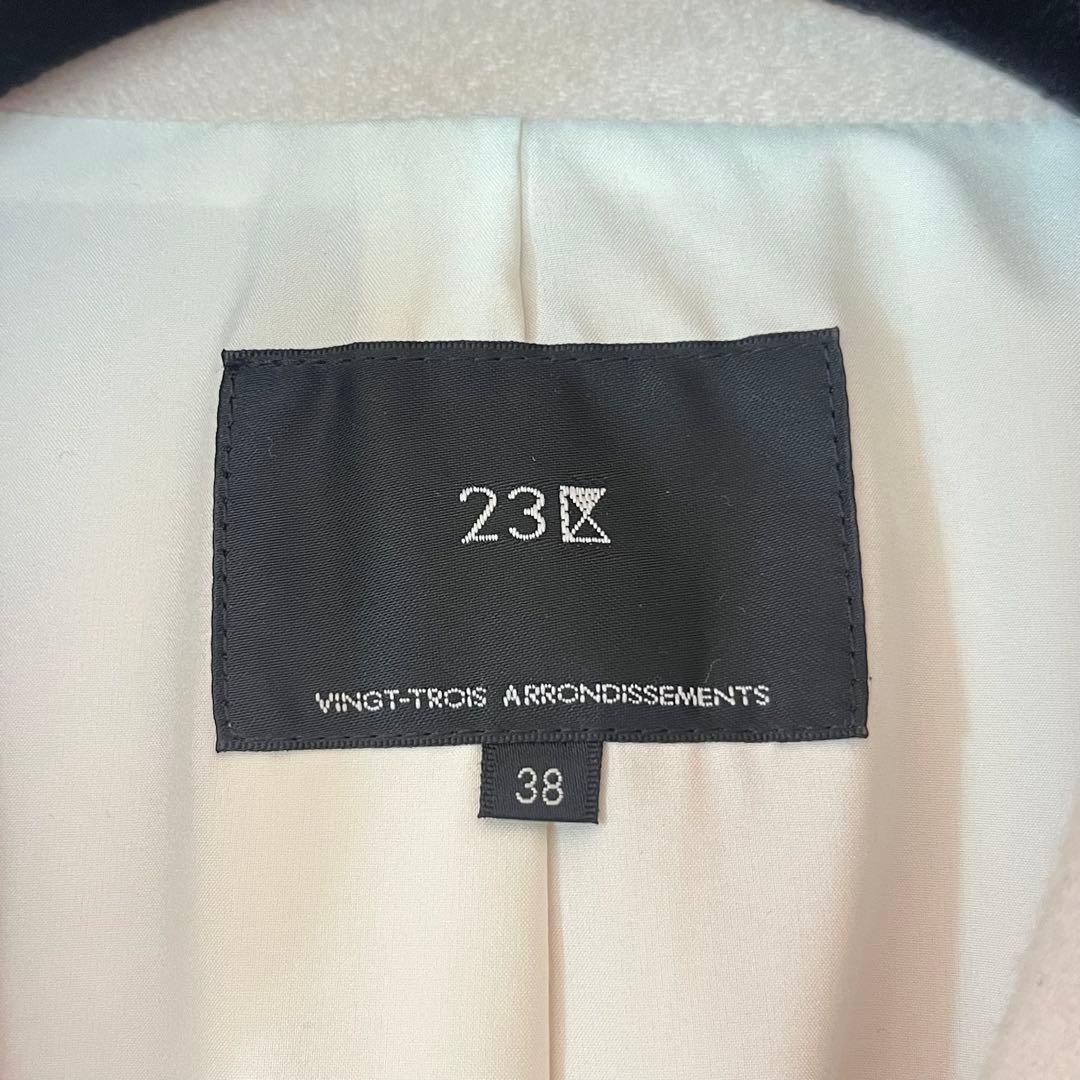 23区
VINGT-TROIS ARRONDISSEMENTS
38